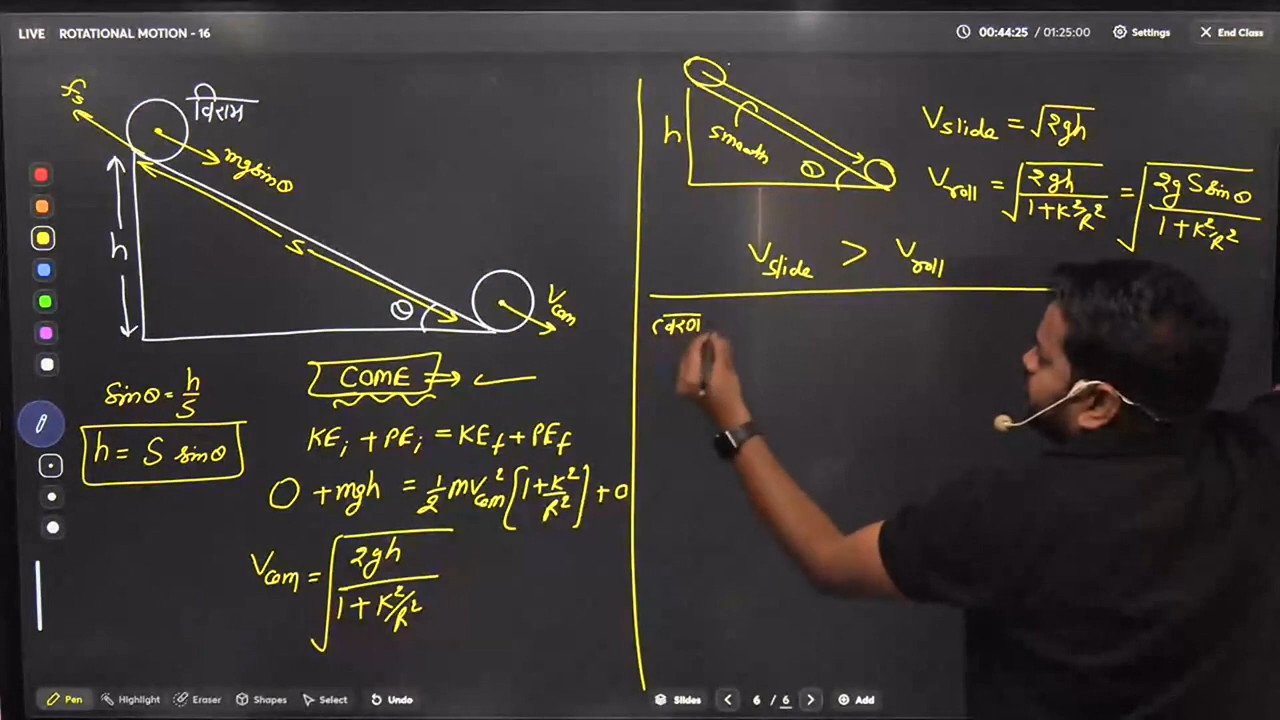 LIVE ROTATIONAL MOTION - 16
00:44:25 / 01:25:00 Settings End Class
fs
विराम
mg sinθ
h
S
θ
Vcom
sinθ = h/S
h = S sinθ
COME →
KEi + PEi = KEf + PEf
0 + mgh = 1/2 mVcom² [1+K²/R²] + 0
Vcom = √(2gh / 1+K²/R²)
h
smooth
θ
Vslide = √2gh
Vroll = √(2gh / 1+K²/R²) = √(2g S sinθ / 1+K²/R²)
Vslide > Vroll
त्वरण
Pen Highlight Eraser Shapes Select Undo
Slides 6 / 6 Add